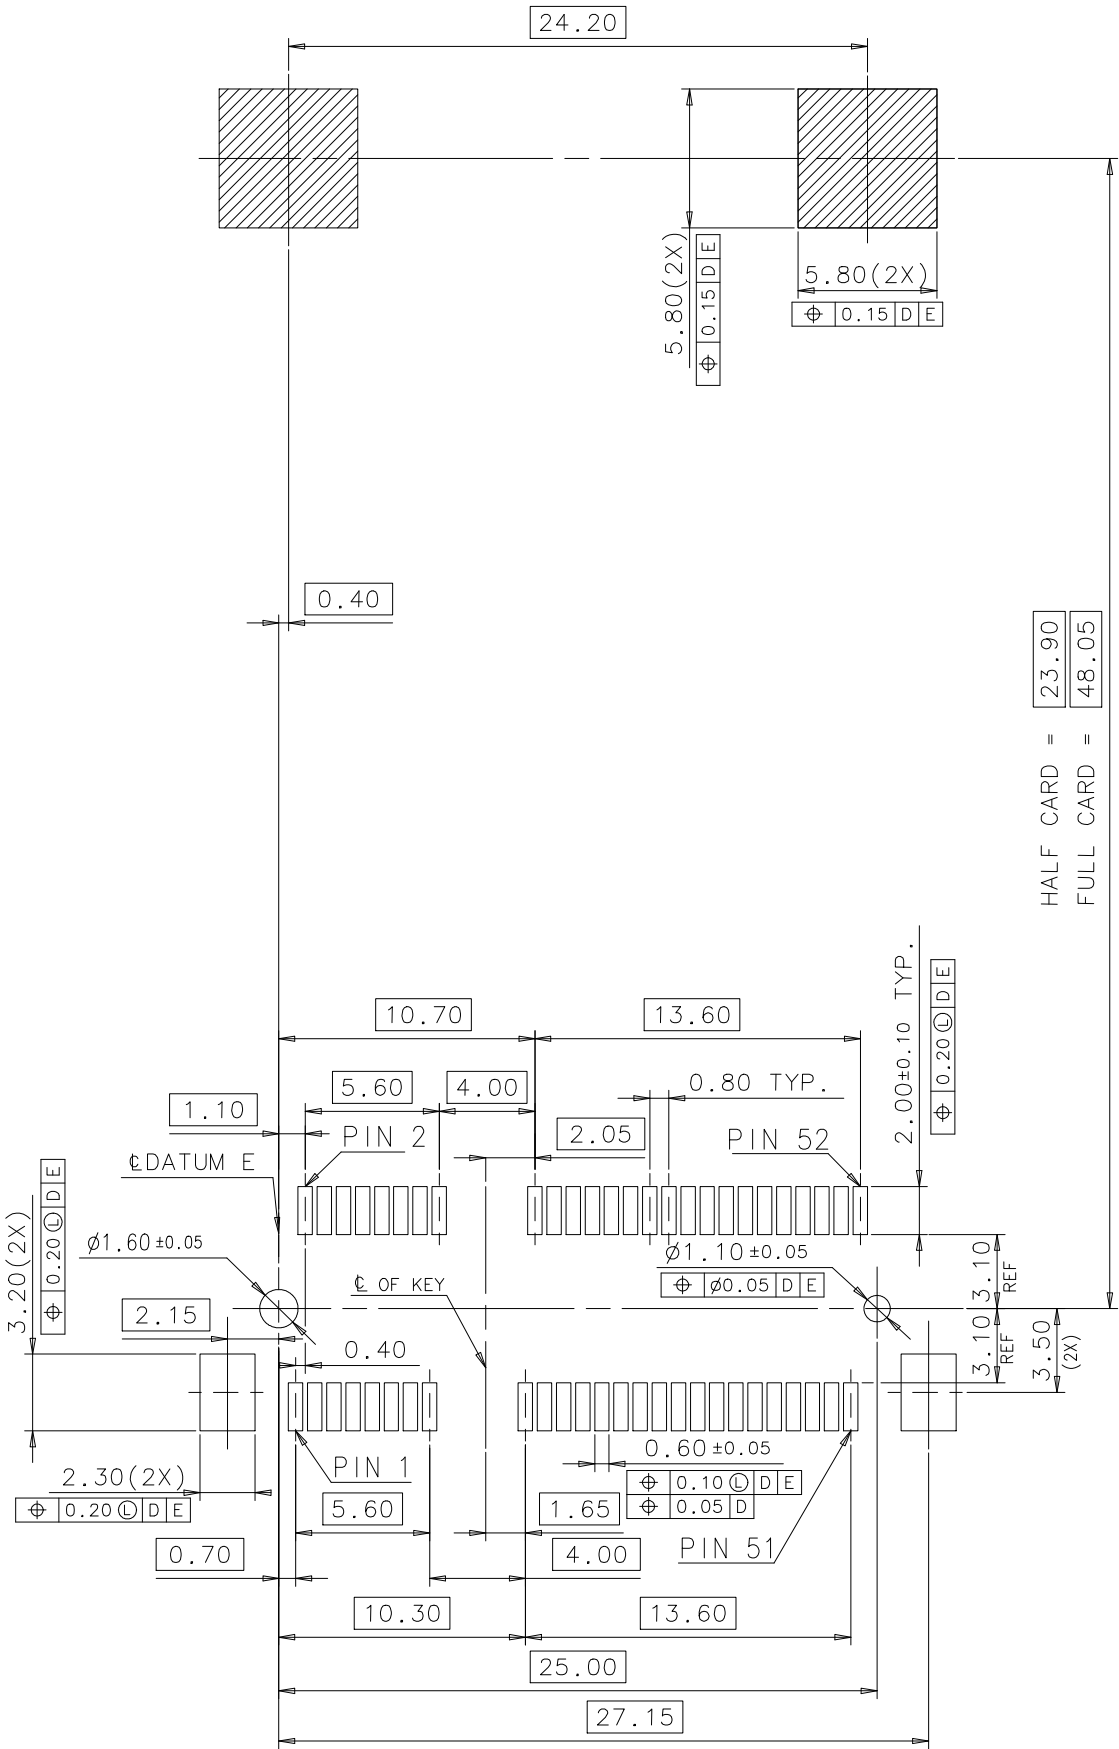 24.20
5.80(2X)
⌖ 0.15 D E
5.80(2X)
⌖ 0.15 D E
0.40
HALF CARD = 23.90
FULL CARD = 48.05
10.70
13.60
2.00±0.10 TYP.
⌖ 0.20 Ⓛ D E
5.60
4.00
0.80 TYP.
1.10
PIN 2
2.05
PIN 52
℄DATUM E
3.20(2X)
⌖ 0.20 Ⓛ D E
Ø1.60±0.05
Ø1.10±0.05
⌖ Ø0.05 D E
3.10
REF
℄ OF KEY
2.15
0.40
3.10
REF
3.50
(2X)
0.60±0.05
⌖ 0.10 Ⓛ D E
⌖ 0.05 D
PIN 1
2.30(2X)
⌖ 0.20 Ⓛ D E
5.60
1.65
PIN 51
0.70
4.00
10.30
13.60
25.00
27.15